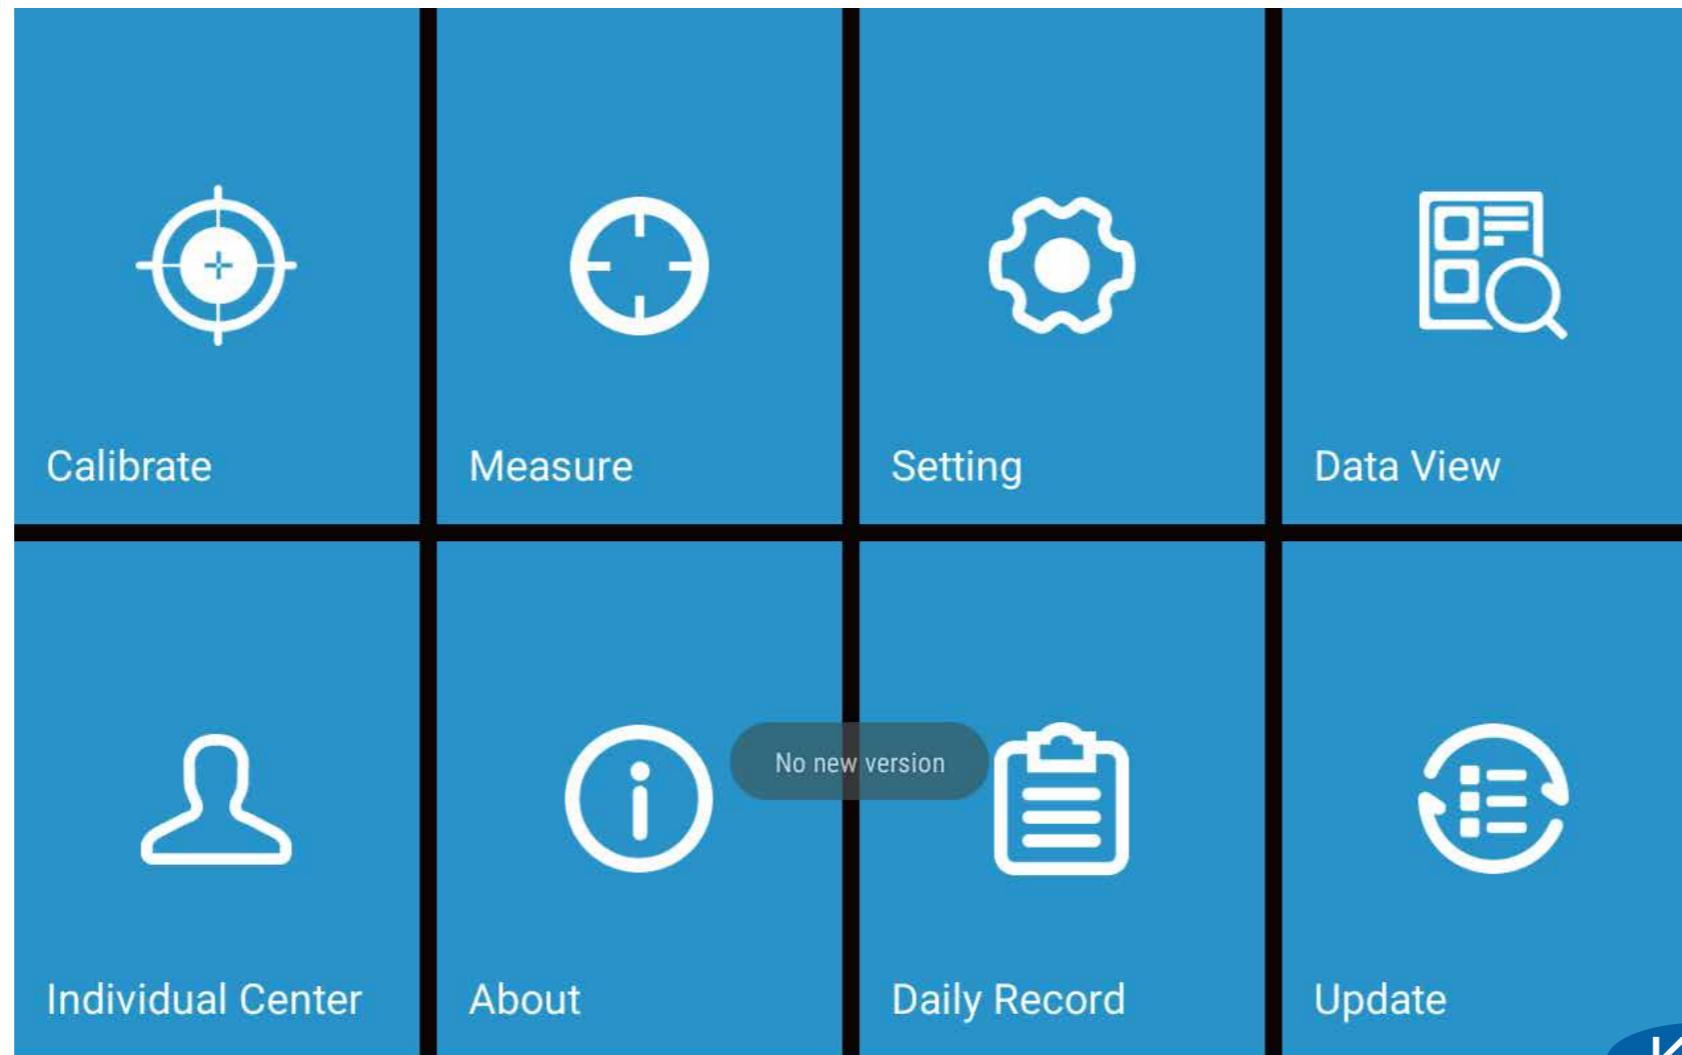 Calibrate
Measure
Setting
Data View
No new version
Individual Center
About
Daily Record
Update